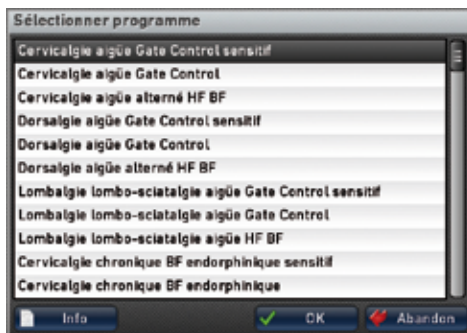 Sélectionner programme
Cervicalgie aigüe Gate Control sensitif
Cervicalgie aigüe Gate Control
Cervicalgie aigüe alterné HF BF
Dorsalgie aigüe Gate Control sensitif
Dorsalgie aigüe Gate Control
Dorsalgie aigüe alterné HF BF
Lombalgie lombo-sciatalgie aigüe Gate Control sensitif
Lombalgie lombo-sciatalgie aigüe Gate Control
Lombalgie lombo-sciatalgie aigüe HF BF
Cervicalgie chronique BF endorphinique sensitif
Cervicalgie chronique BF endorphinique
Info OK Abandon